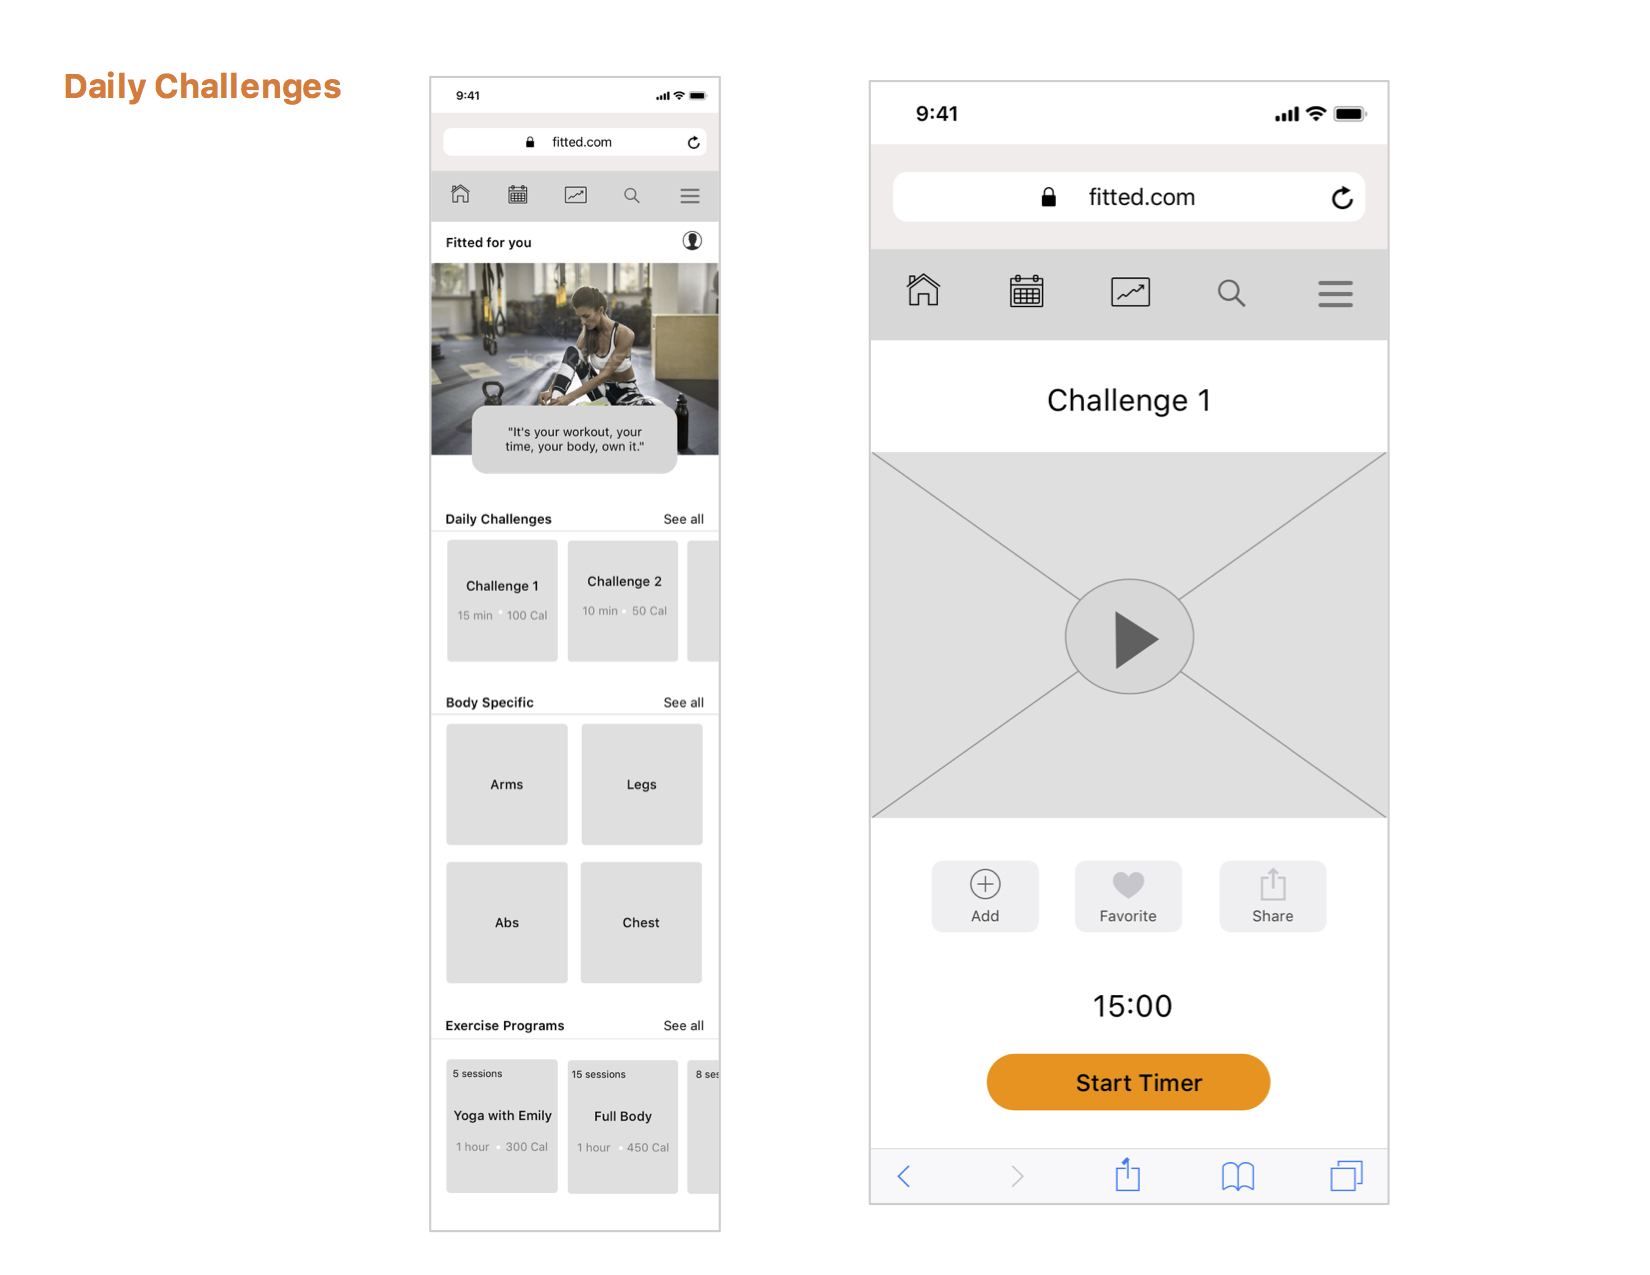 Daily Challenges
9:41
fitted.com
Fitted for you
"It's your workout, your
time, your body, own it."
Daily Challenges See all
Challenge 1
15 min • 100 Cal
Challenge 2
10 min • 50 Cal
Body Specific See all
Arms
Legs
Abs
Chest
Exercise Programs See all
5 sessions
Yoga with Emily
1 hour • 300 Cal
15 sessions
Full Body
1 hour • 450 Cal
8 ses
9:41
fitted.com
Challenge 1
Add
Favorite
Share
15:00
Start Timer